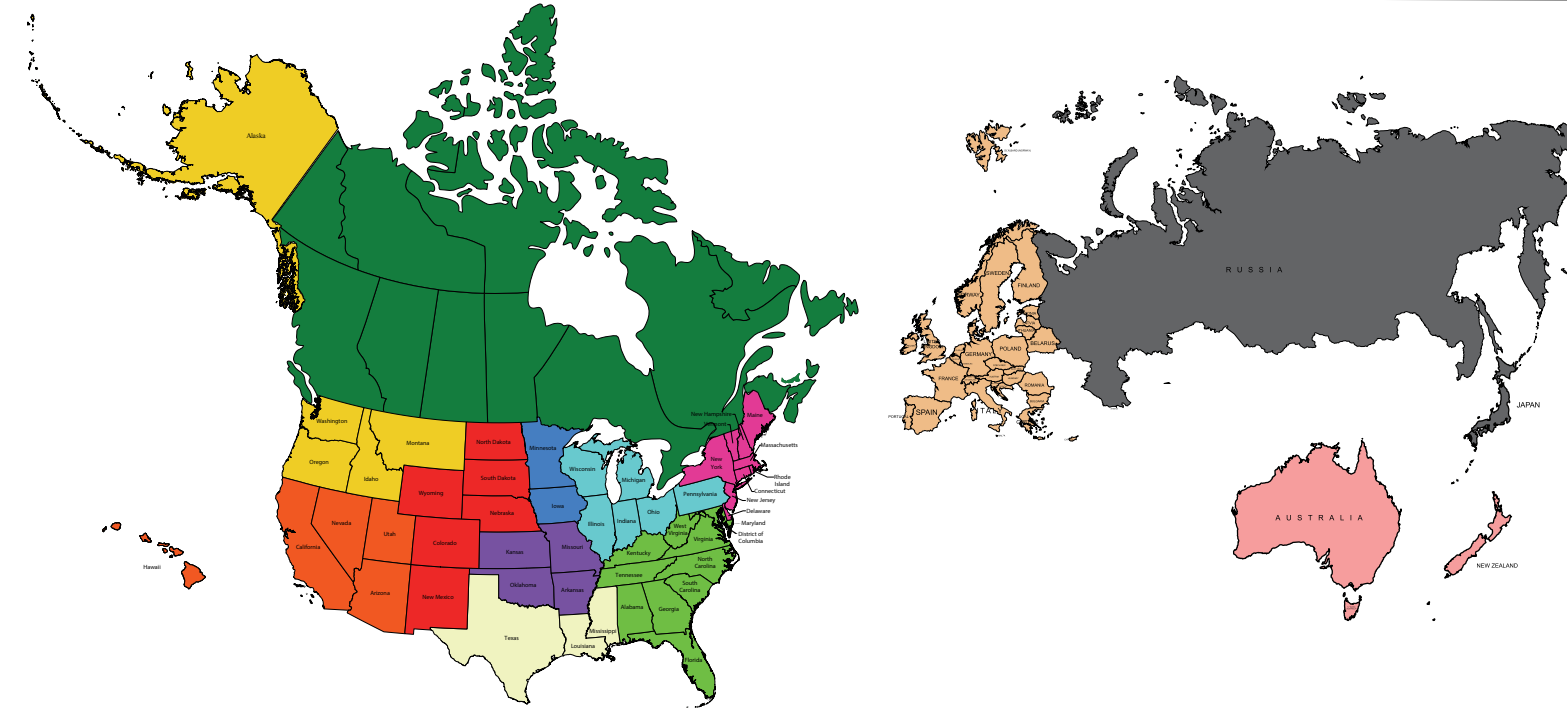 Alaska
Washington
Oregon
Idaho
Montana
Wyoming
North Dakota
South Dakota
Nebraska
Minnesota
Iowa
Wisconsin
Michigan
Illinois
Indiana
Ohio
Pennsylvania
New
York
New Hampshire
Vermont
Maine
Massachusetts
Rhode
Island
Connecticut
New Jersey
Delaware
Maryland
District of
Columbia
California
Nevada
Utah
Arizona
Colorado
New Mexico
Kansas
Missouri
Oklahoma
Arkansas
Texas
Louisiana
Mississippi
Kentucky
West
Virginia
Virginia
Tennessee
North
Carolina
South
Carolina
Alabama
Georgia
Florida
Hawaii
SWEDEN
FINLAND
BELARUS
POLAND
GERMANY
FRANCE
ROMANIA
SPAIN
PORTUGAL
RUSSIA
JAPAN
AUSTRALIA
NEW ZEALAND